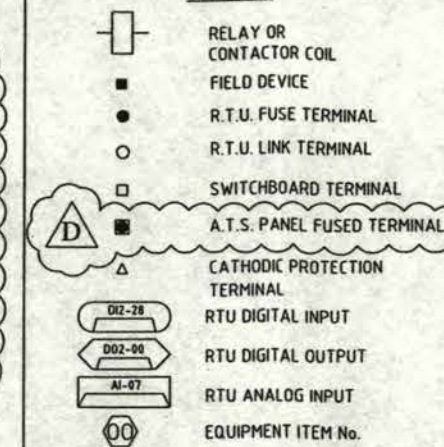 RELAY OR
CONTACTOR COIL
FIELD DEVICE
R.T.U. FUSE TERMINAL
R.T.U. LINK TERMINAL
SWITCHBOARD TERMINAL
D
A.T.S. PANEL FUSED TERMINAL
CATHODIC PROTECTION
TERMINAL
DI2-28
RTU DIGITAL INPUT
DO2-00
RTU DIGITAL OUTPUT
AI-07
RTU ANALOG INPUT
00
EQUIPMENT ITEM No.